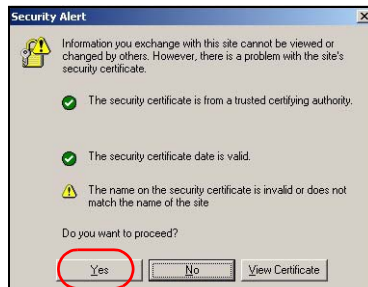 Security Alert
Information you exchange with this site cannot be viewed or
changed by others. However, there is a problem with the site's
security certificate.
The security certificate is from a trusted certifying authority.
The security certificate date is valid.
The name on the security certificate is invalid or does not
match the name of the site
Do you want to proceed?
Yes No View Certificate